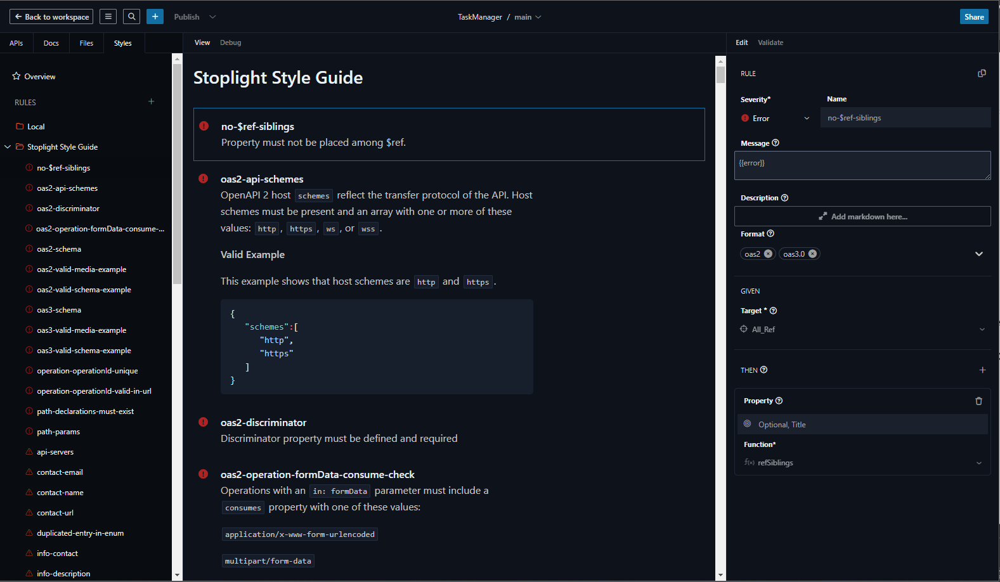 Back to workspace
Publish
TaskManager / main
Share
APIs
Docs
Files
Styles
View
Debug
Edit
Validate
Overview
RULES
Local
Stoplight Style Guide
no-$ref-siblings
oas2-api-schemes
oas2-discriminator
oas2-operation-formData-consume-...
oas2-schema
oas2-valid-media-example
oas2-valid-schema-example
oas3-schema
oas3-valid-media-example
oas3-valid-schema-example
operation-operationId-unique
operation-operationId-valid-in-url
path-declarations-must-exist
path-params
api-servers
contact-email
contact-name
contact-url
duplicated-entry-in-enum
info-contact
info-description
Stoplight Style Guide
no-$ref-siblings
Property must not be placed among $ref.
oas2-api-schemes
OpenAPI 2 host schemes reflect the transfer protocol of the API. Host
schemes must be present and an array with one or more of these
values: http, https, ws, or wss.
Valid Example
This example shows that host schemes are http and https.
{
"schemes":[
"http",
"https"
]
}
oas2-discriminator
Discriminator property must be defined and required
oas2-operation-formData-consume-check
Operations with an in: formData parameter must include a
consumes property with one of these values:
application/x-www-form-urlencoded
multipart/form-data
RULE
Severity*
Name
Error
no-$ref-siblings
Message
{{error}}
Description
Add markdown here...
Format
oas2
oas3.0
GIVEN
Target *
All_Ref
THEN
Property
Optional, Title
Function*
f(x) refSiblings